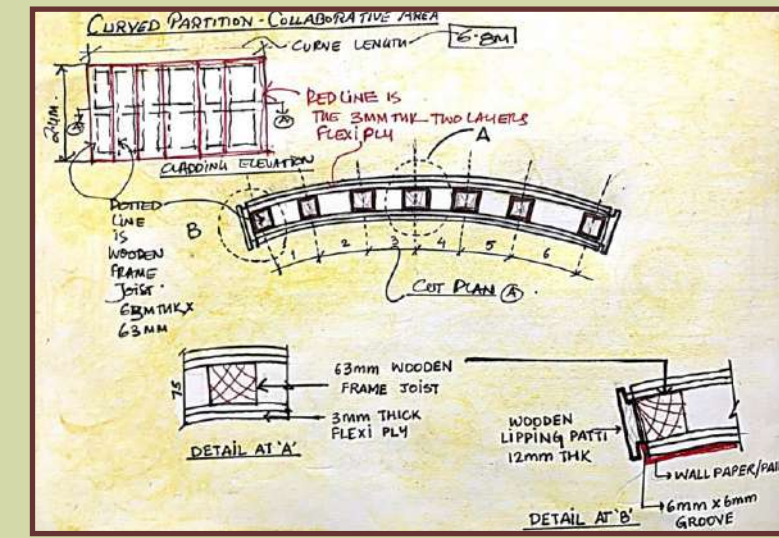 CURVED PARTITION - COLLABORATIVE AREA
CURVE LENGTH 6.8M
RED LINE IS
THE 3MM THK TWO LAYERS
FLEXI PLY
A
A
A
CLADDING ELEVATION
DOTTED
LINE
IS
WOODEN
FRAME
JOIST.
63MM THK X
63MM
B
1 2 3 4 5 6
CUT PLAN A.
75
63mm WOODEN
FRAME JOIST
3mm THICK
FLEXI PLY
DETAIL AT 'A'
WOODEN
LIPPING PATTI
12mm THK
WALL PAPER/PAI
6mm X 6mm
GROOVE
DETAIL AT 'B'